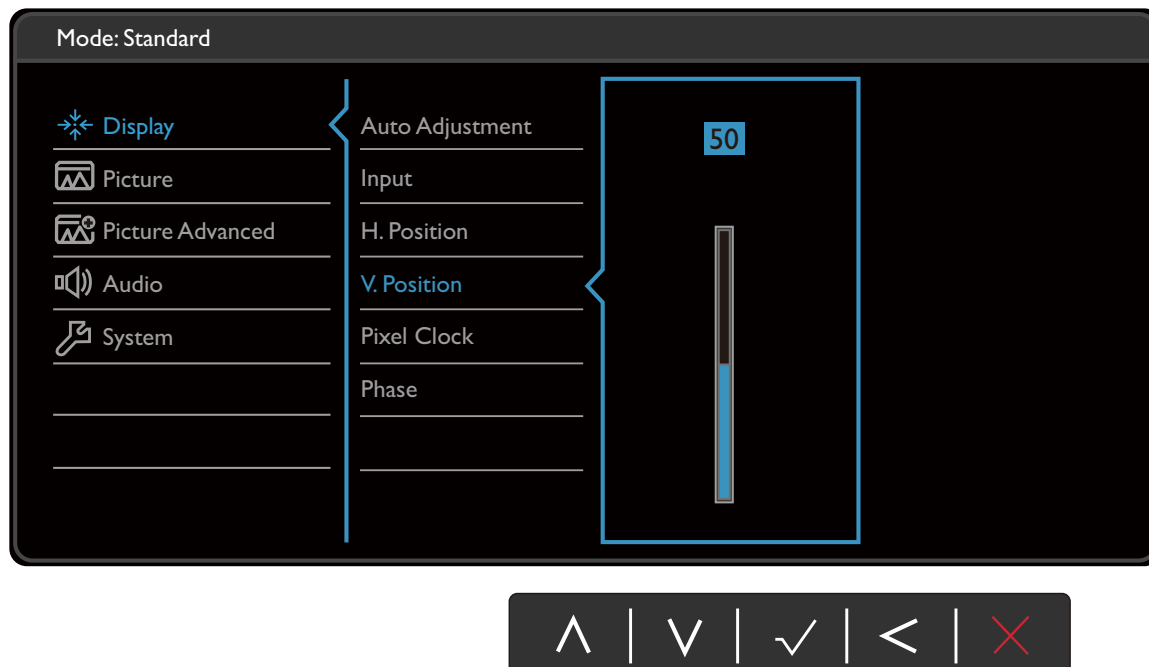 Mode: Standard
Display
Picture
Picture Advanced
Audio
System
Auto Adjustment
Input
H. Position
V. Position
Pixel Clock
Phase
50